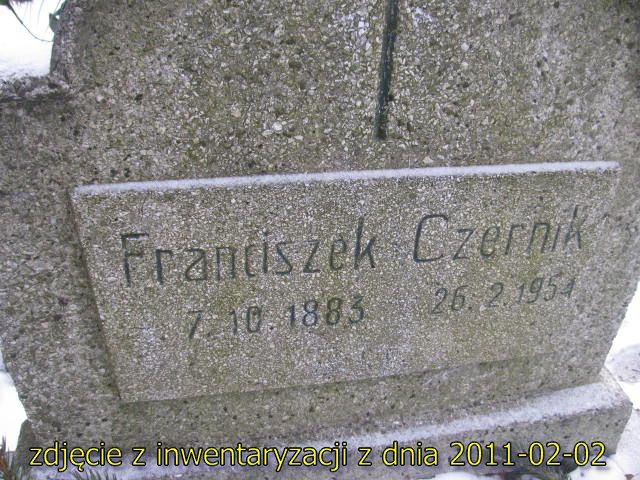 Franciszek Czernik
7.10.1883 26.2.1954
zdjęcie z inwentaryzacji z dnia 2011-02-02